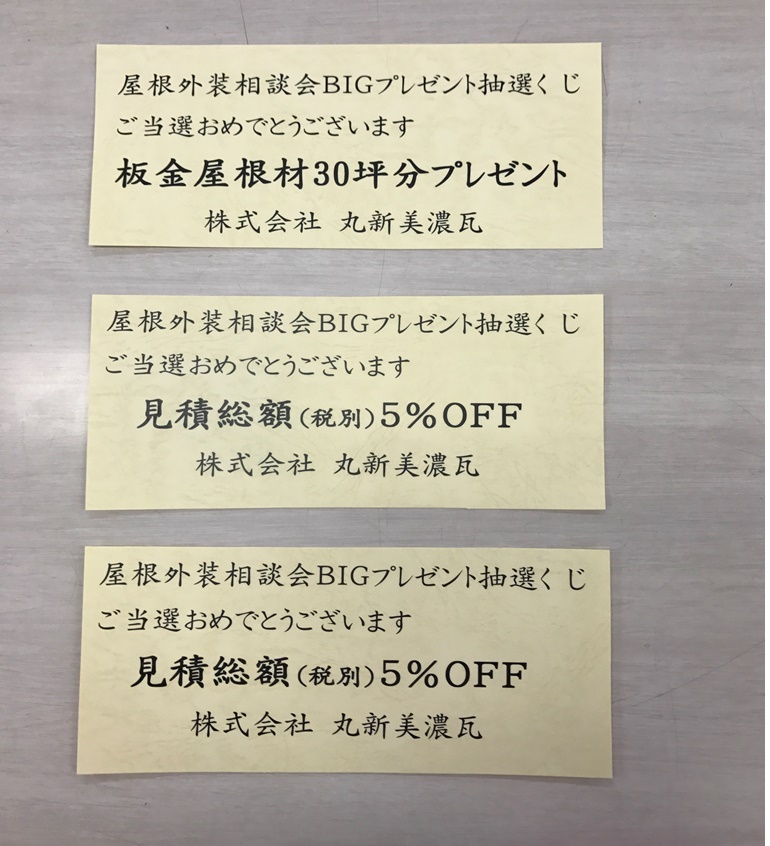 屋根外装相談会BIGプレゼント抽選くじ
ご当選おめでとうございます
板金屋根材30坪分プレゼント
株式会社 丸新美濃瓦
屋根外装相談会BIGプレゼント抽選くじ
ご当選おめでとうございます
見積総額(税別)5%OFF
株式会社 丸新美濃瓦
屋根外装相談会BIGプレゼント抽選くじ
ご当選おめでとうございます
見積総額(税別)5%OFF
株式会社 丸新美濃瓦